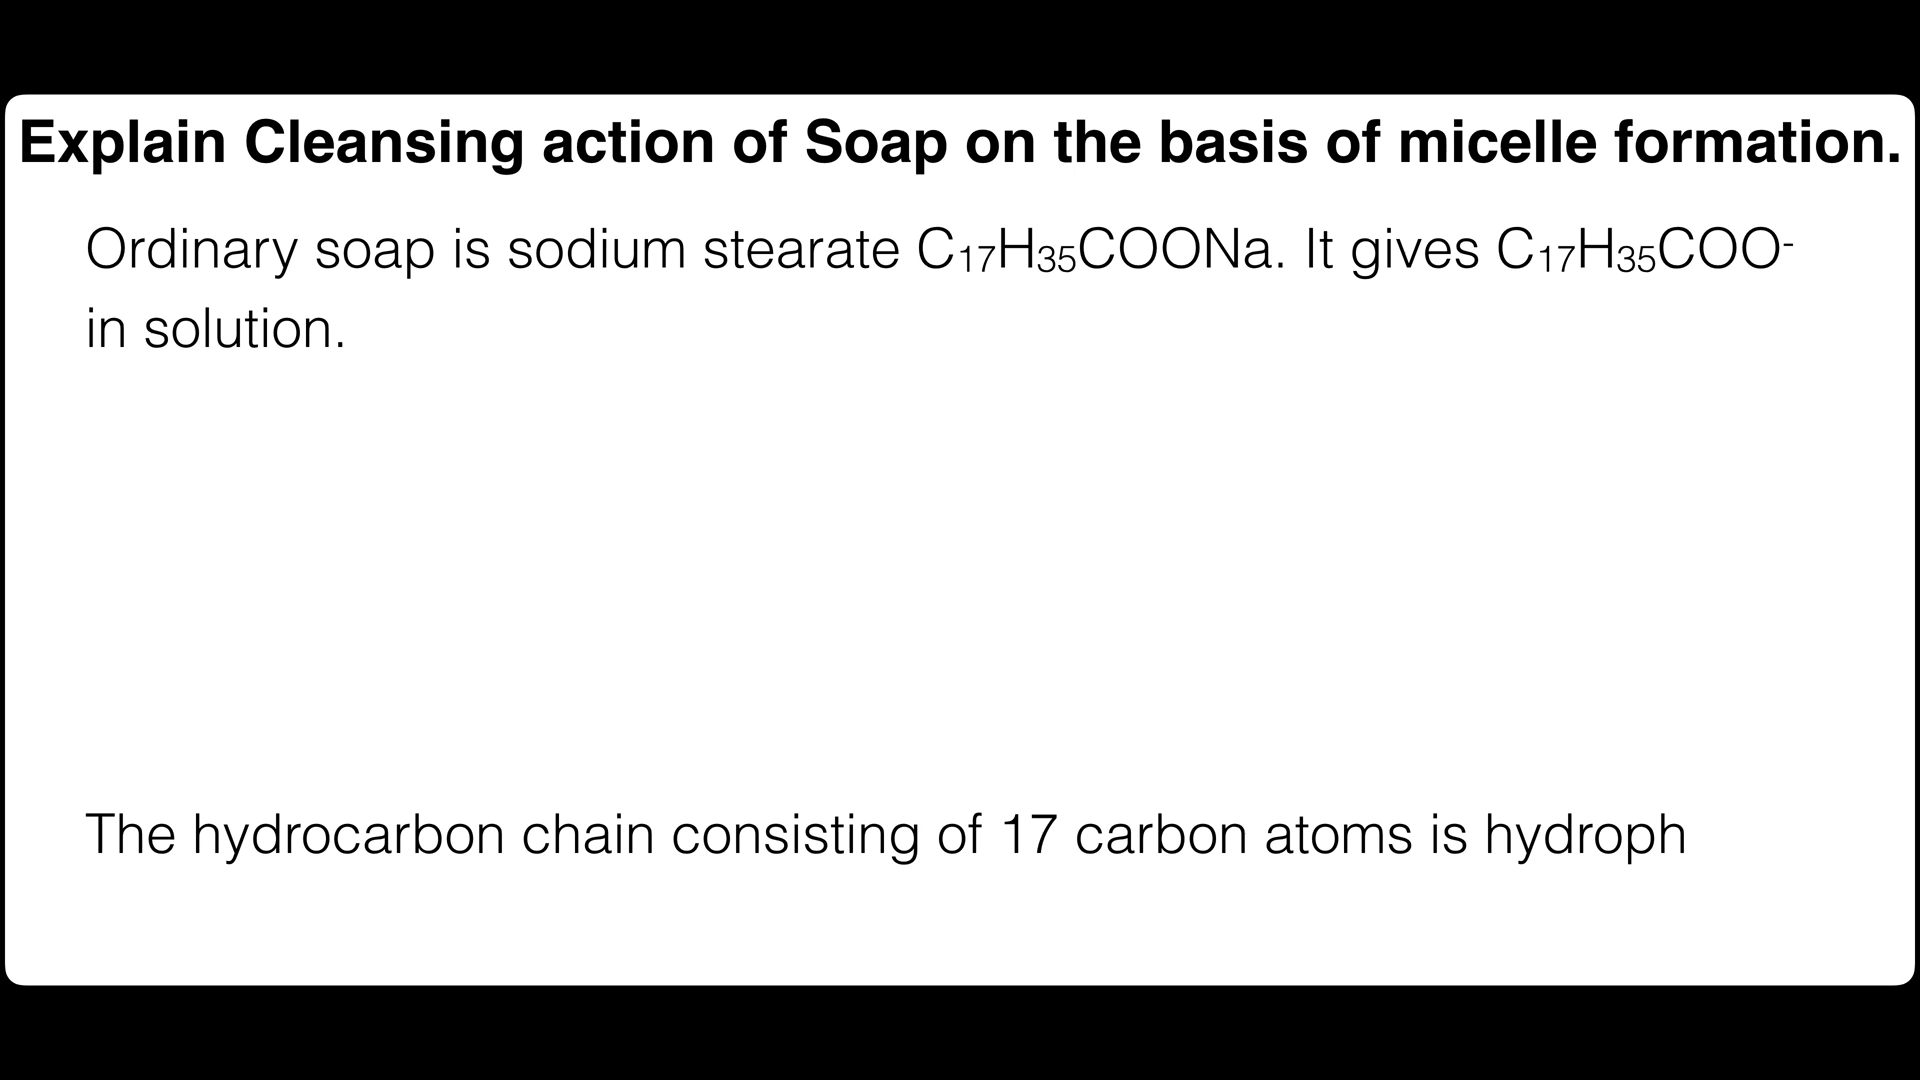 Explain Cleansing action of Soap on the basis of micelle formation.
Ordinary soap is sodium stearate C₁₇H₃₅COONa. It gives C₁₇H₃₅COO⁻
in solution.
The hydrocarbon chain consisting of 17 carbon atoms is hydroph